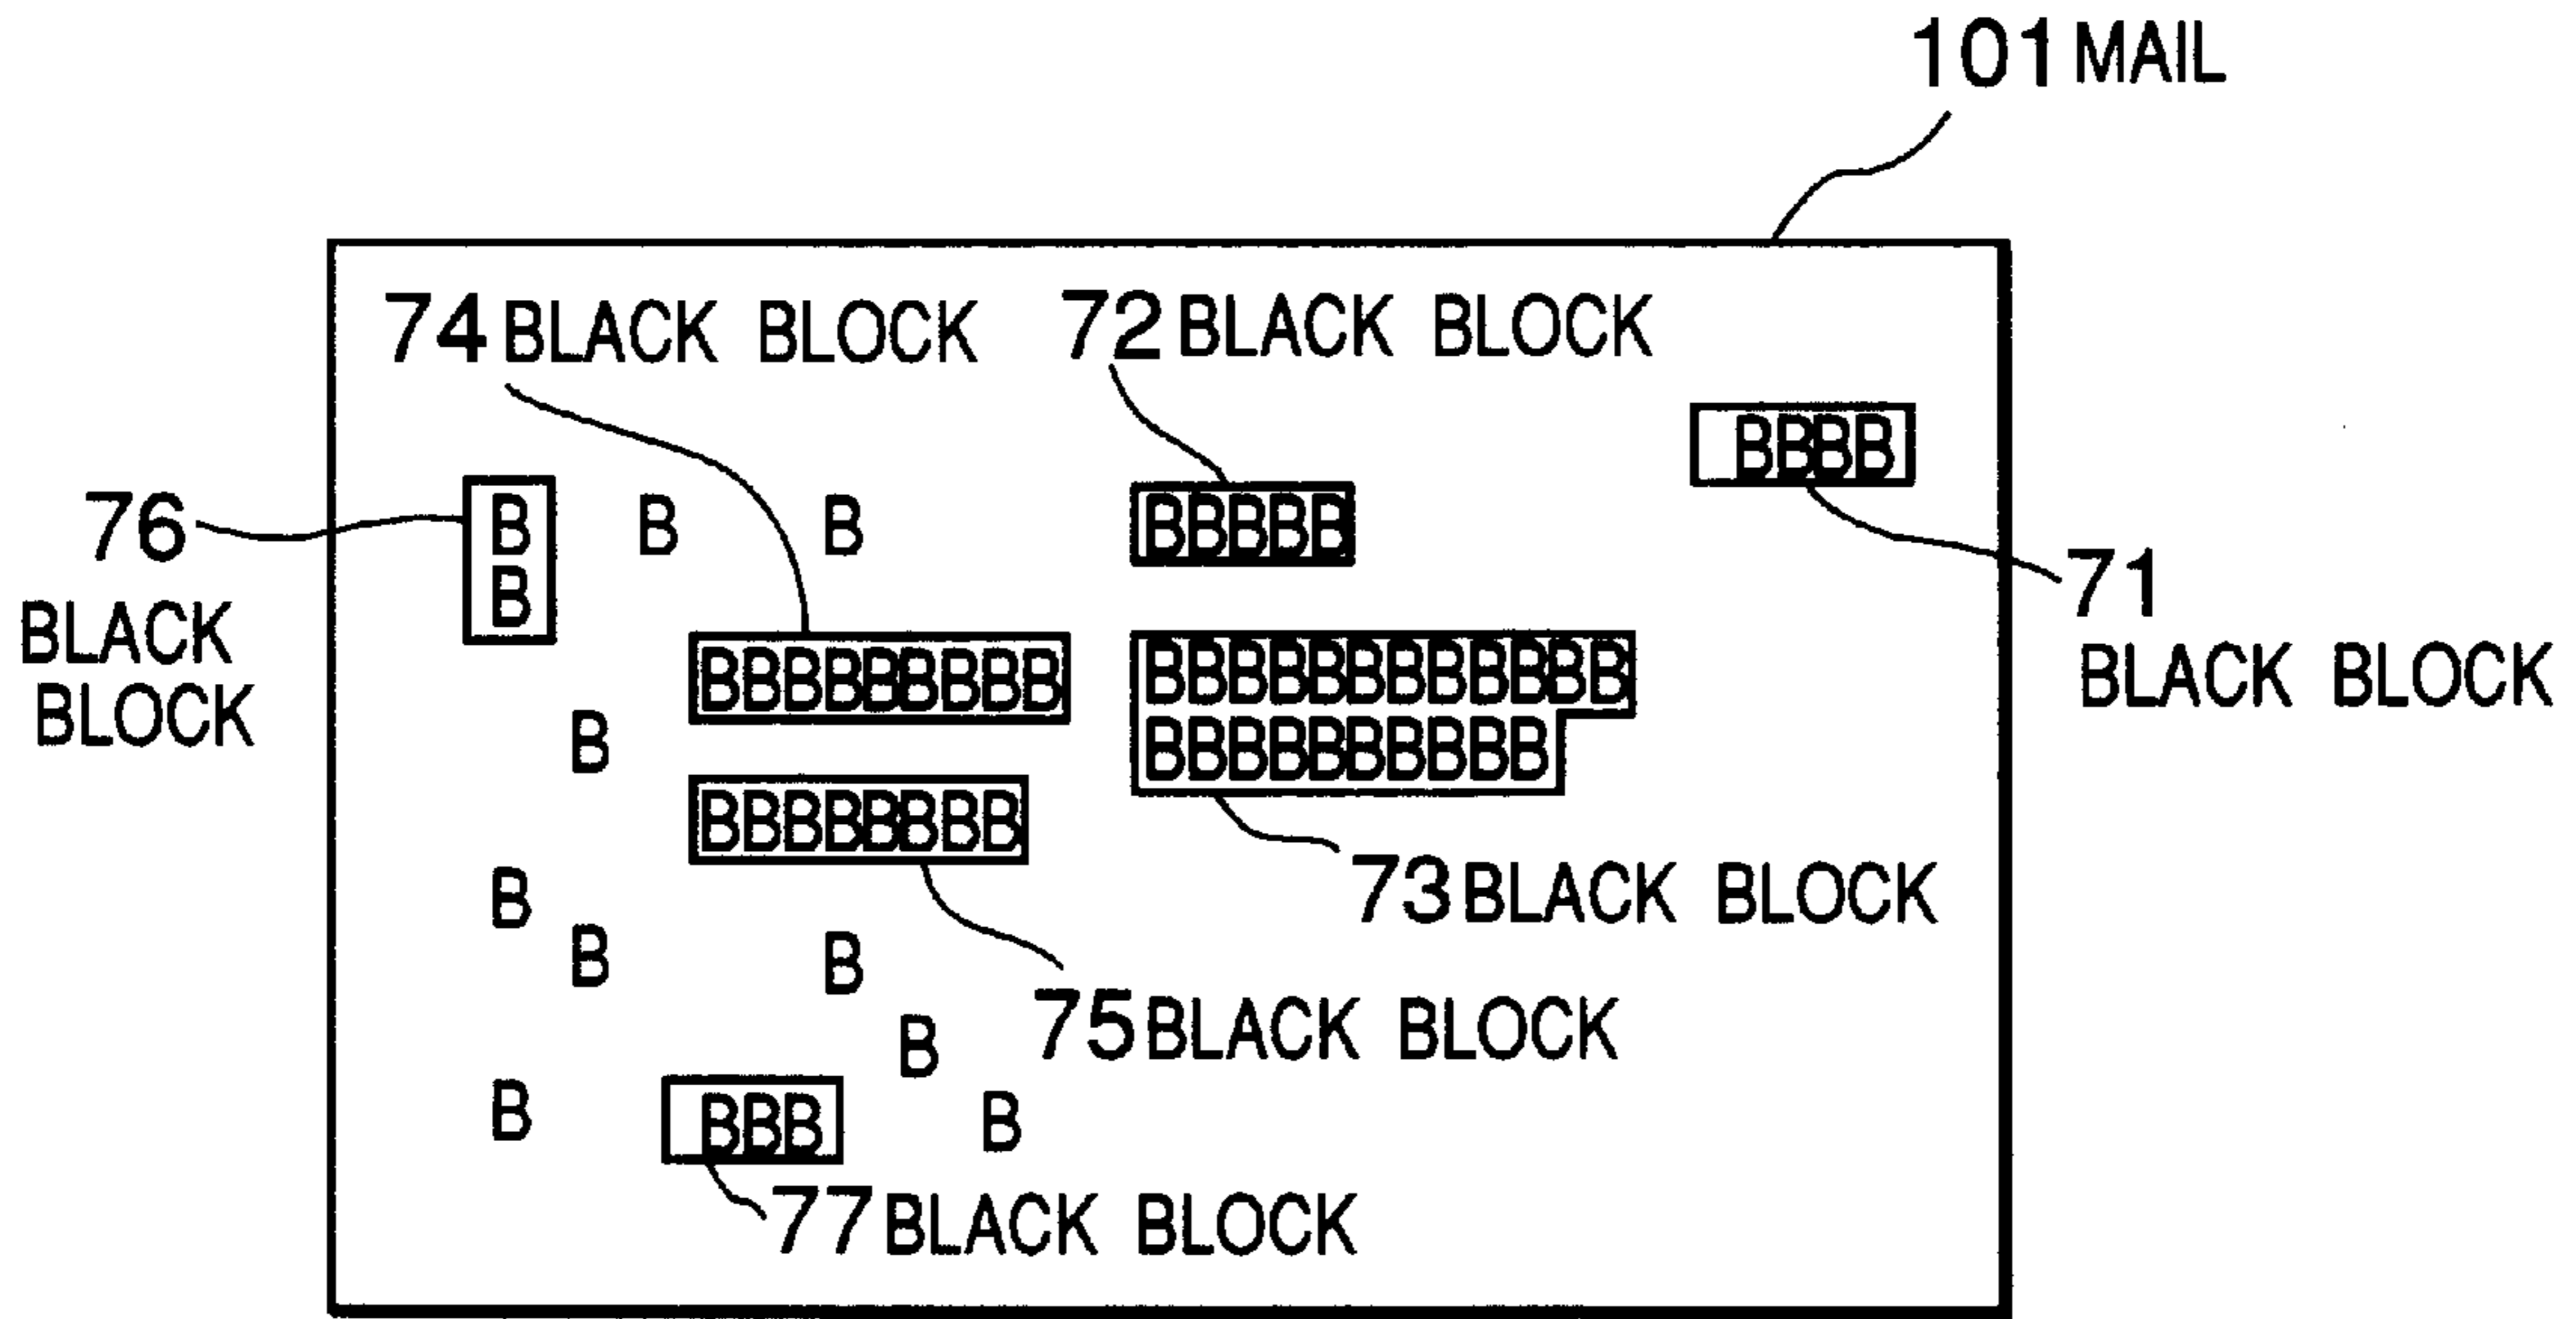 101 MAIL
74 BLACK BLOCK
72 BLACK BLOCK
BBBB
76
BLACK
BLOCK
B
B
B
B
BBBBB
71
BLACK BLOCK
BBBBBBBBB
BBBBBBBBBBBB
BBBBBBBBBB
B
BBBBBBBB
73 BLACK BLOCK
B
B
B
75 BLACK BLOCK
B
B
BBB
B
77 BLACK BLOCK